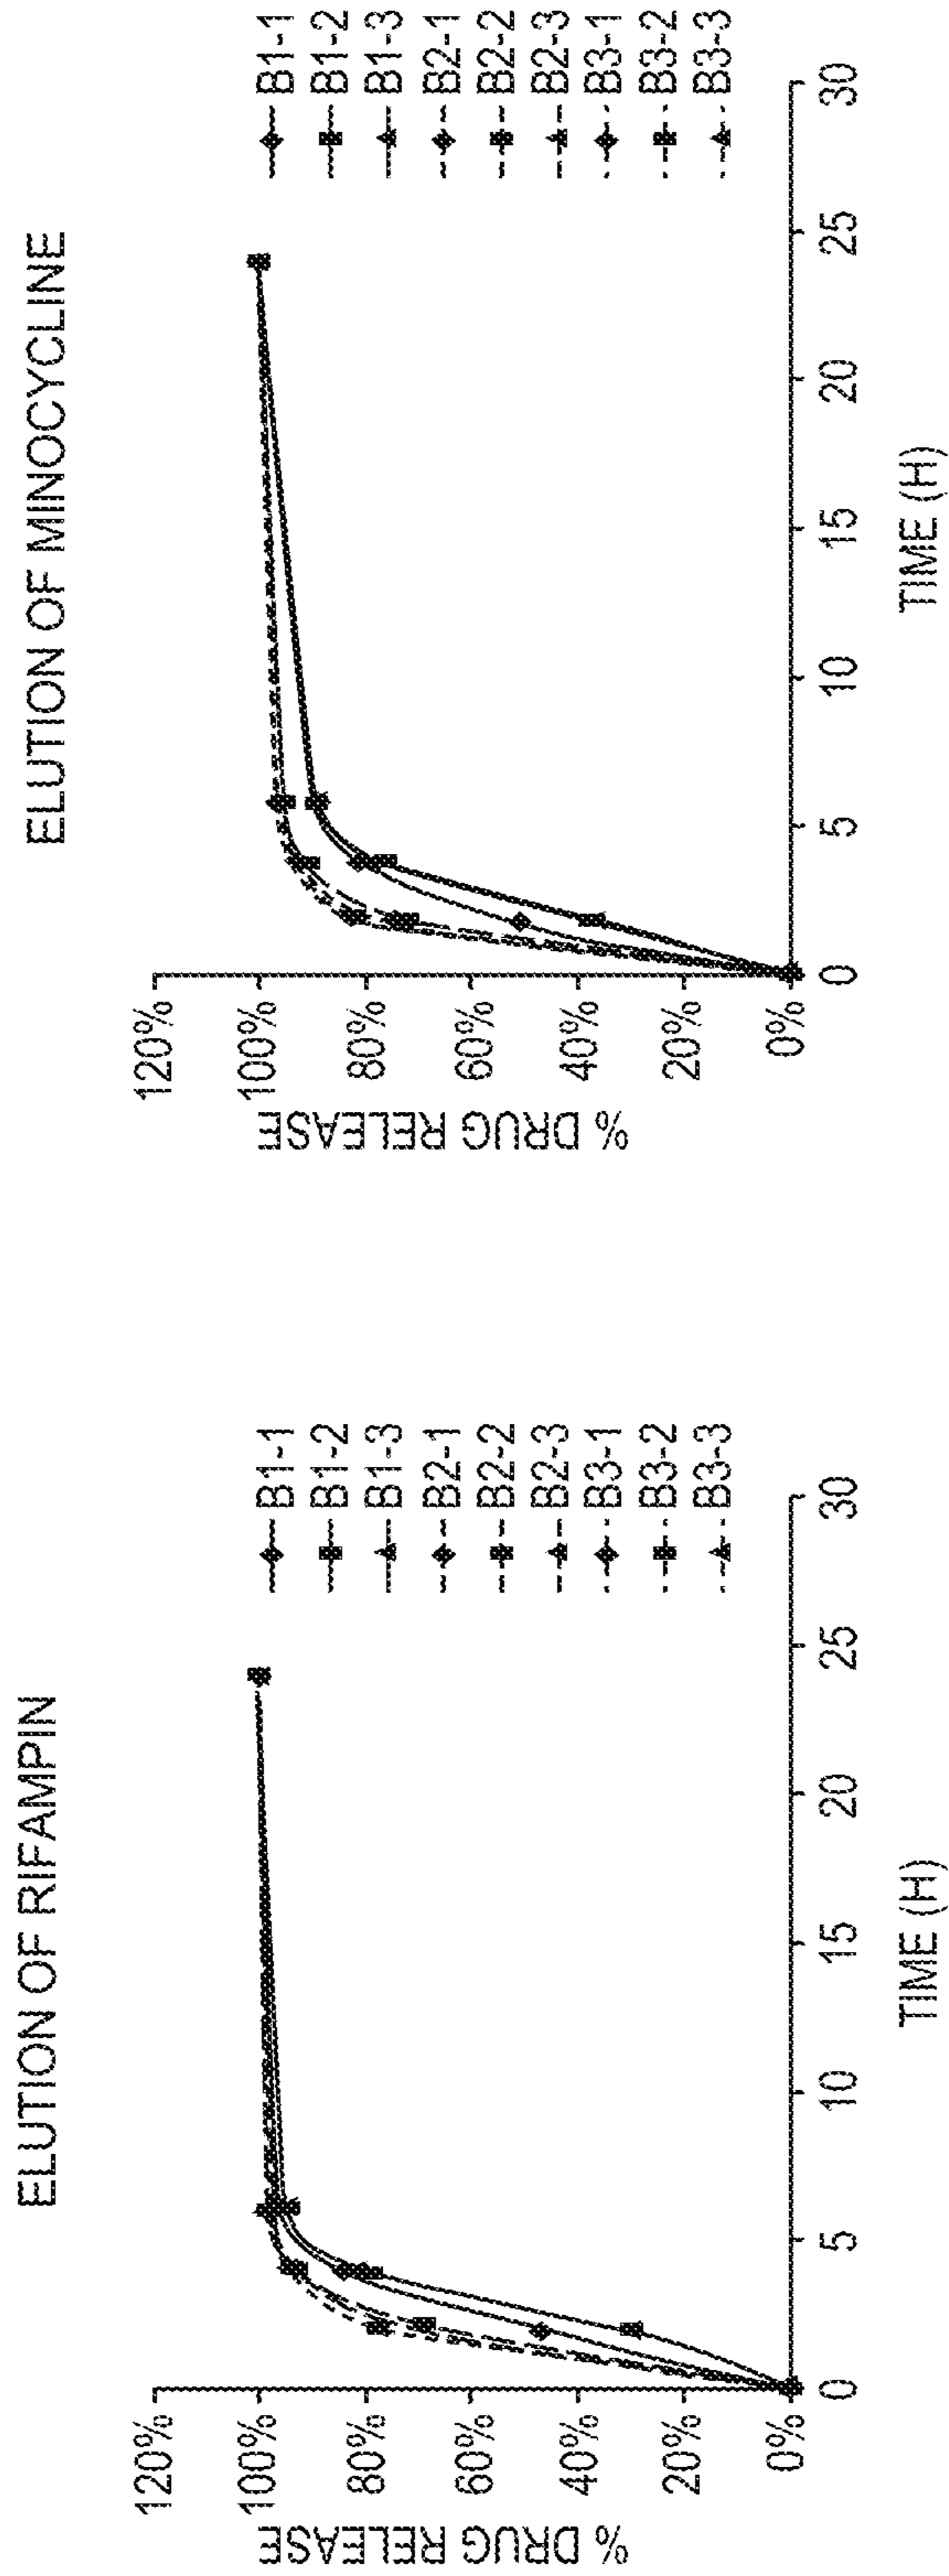 ELUTION OF RIFAMPIN
120%
100%
80%
60%
40%
20%
0%
% DRUG RELEASE
0
5
10
15
20
25
30
TIME (H)
B1-1
B1-2
B1-3
B2-1
B2-2
B2-3
B3-1
B3-2
B3-3
ELUTION OF MINOCYCLINE
120%
100%
80%
60%
40%
20%
0%
% DRUG RELEASE
0
5
10
15
20
25
30
TIME (H)
B1-1
B1-2
B1-3
B2-1
B2-2
B2-3
B3-1
B3-2
B3-3